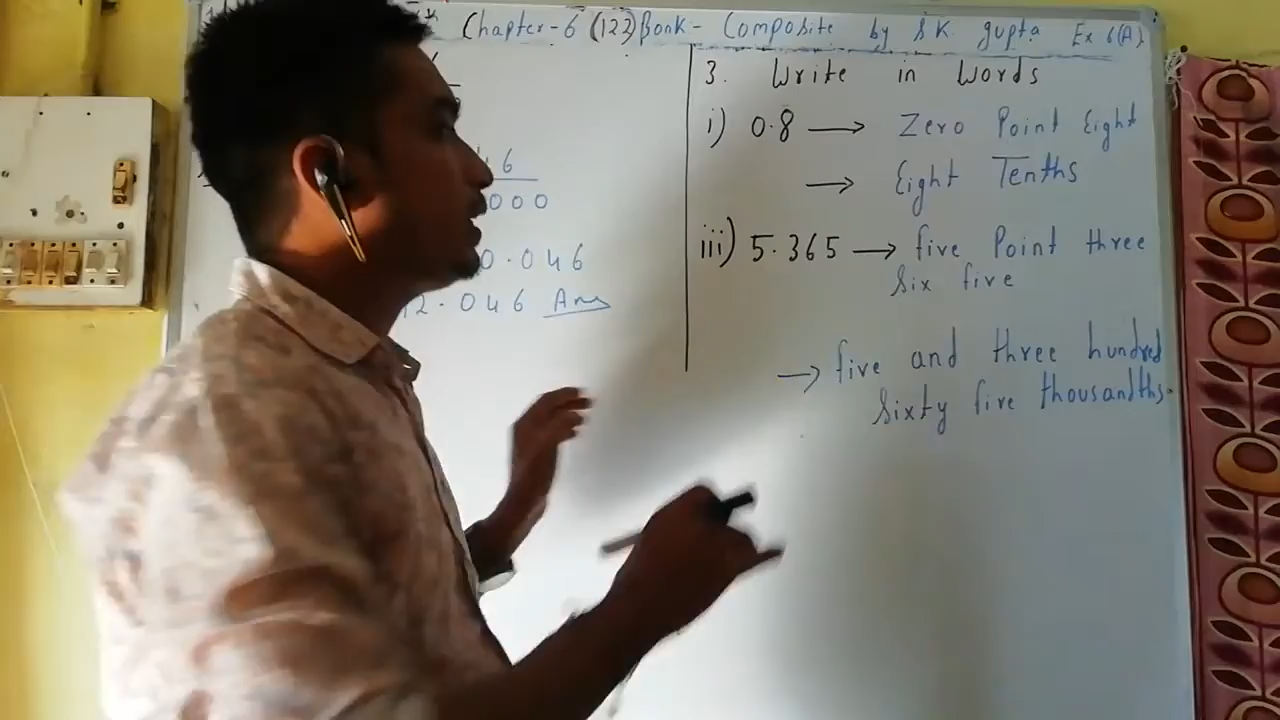 Chapter-6 (123) Book- Composite by S.K. gupta Ex 6(A)
46
000
0.046
12.046 Ans
3. Write in Words
i) 0.8 → Zero Point Eight
→ Eight Tenths
iii) 5.365 → five Point three
six five
→ five and three hundred
sixty five thousandths.